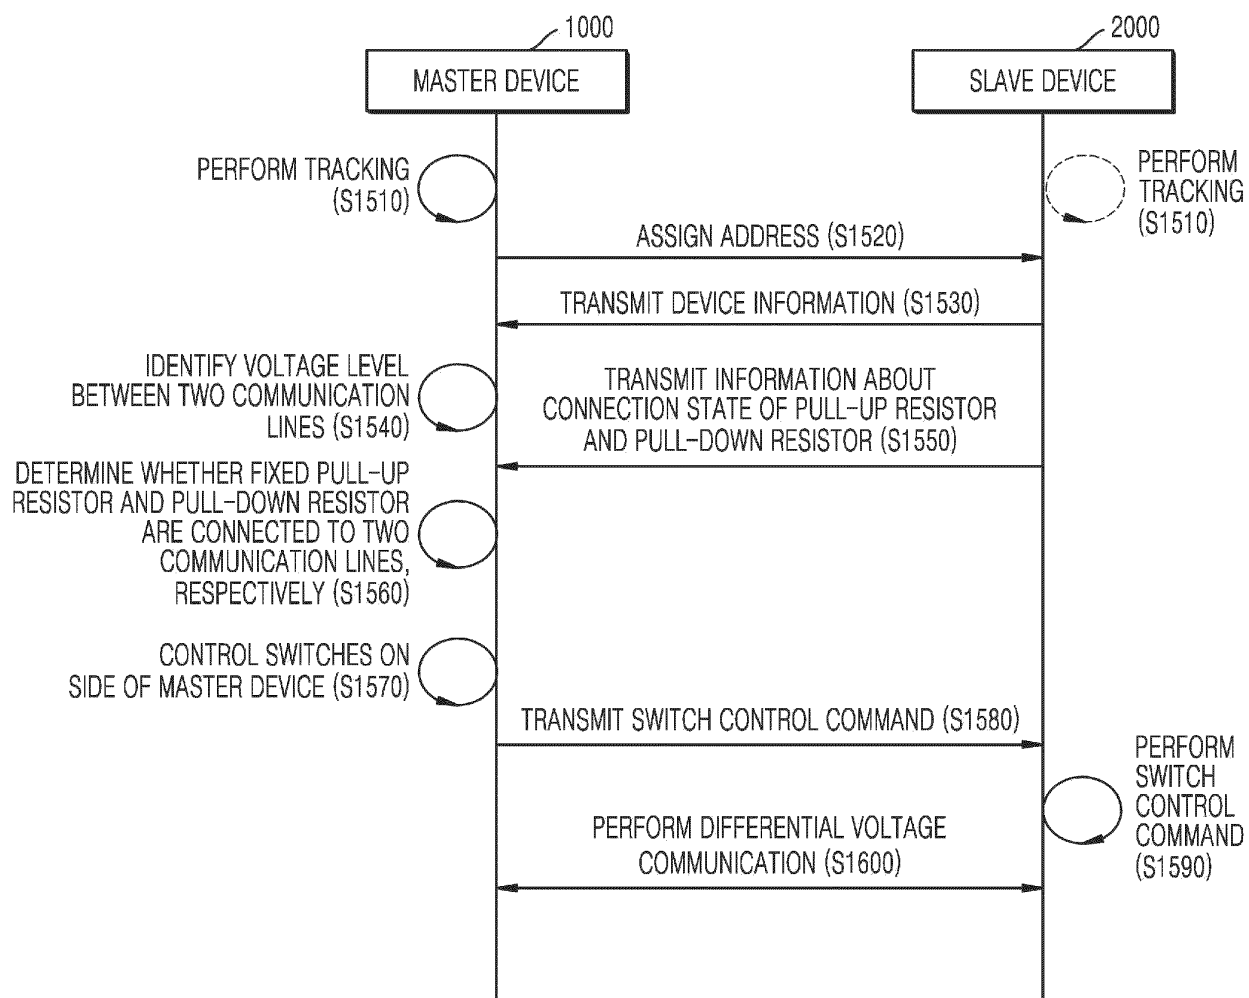 1000
2000
MASTER DEVICE
SLAVE DEVICE
PERFORM TRACKING
(S1510)
PERFORM
TRACKING
(S1510)
ASSIGN ADDRESS (S1520)
TRANSMIT DEVICE INFORMATION (S1530)
IDENTIFY VOLTAGE LEVEL
BETWEEN TWO COMMUNICATION
LINES (S1540)
TRANSMIT INFORMATION ABOUT
CONNECTION STATE OF PULL-UP RESISTOR
AND PULL-DOWN RESISTOR (S1550)
DETERMINE WHETHER FIXED PULL-UP
RESISTOR AND PULL-DOWN RESISTOR
ARE CONNECTED TO TWO
COMMUNICATION LINES,
RESPECTIVELY (S1560)
CONTROL SWITCHES ON
SIDE OF MASTER DEVICE (S1570)
TRANSMIT SWITCH CONTROL COMMAND (S1580)
PERFORM
SWITCH
CONTROL
COMMAND
(S1590)
PERFORM DIFFERENTIAL VOLTAGE
COMMUNICATION (S1600)